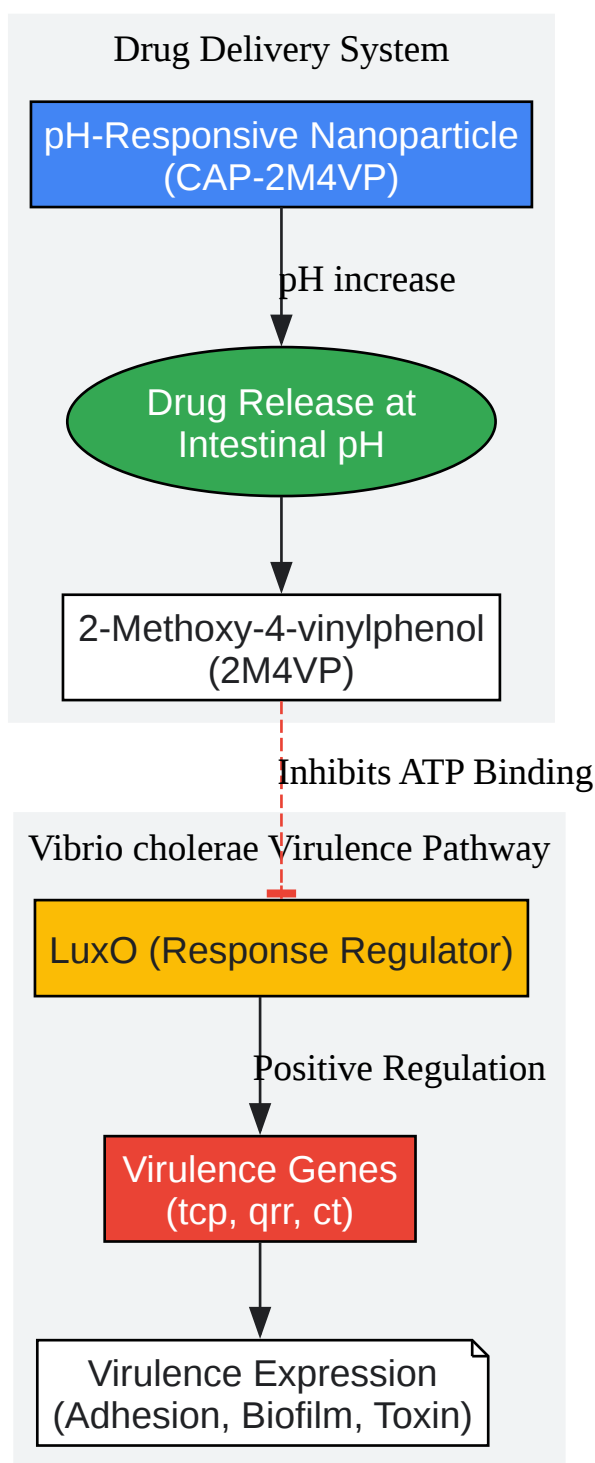 Drug Delivery System
pH-Responsive Nanoparticle
(CAP-2M4VP)
pH increase
Drug Release at
Intestinal pH
2-Methoxy-4-vinylphenol
(2M4VP)
Inhibits ATP Binding
Vibrio cholerae Virulence Pathway
LuxO (Response Regulator)
Positive Regulation
Virulence Genes
(tcp, qrr, ct)
Virulence Expression
(Adhesion, Biofilm, Toxin)